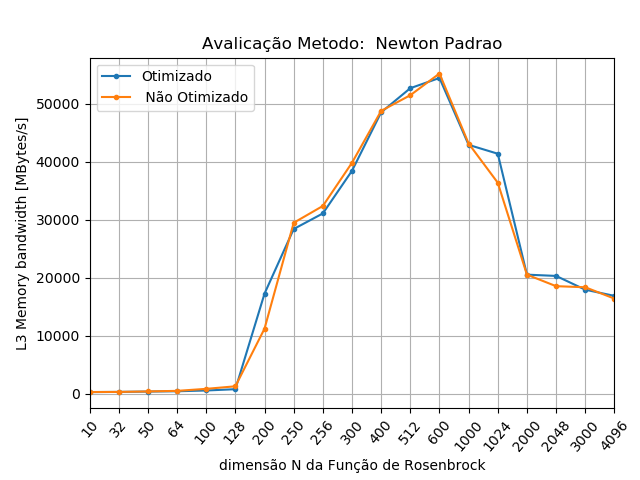 Avalicação Metodo:  Newton Padrao
Otimizado
Não Otimizado
L3 Memory bandwidth [MBytes/s]
50000
40000
30000
20000
10000
0
10 32 50 64 100 128 200 250 256 300 400 512 600 1000 1024 2000 2048 3000 4096
dimensão N da Função de Rosenbrock